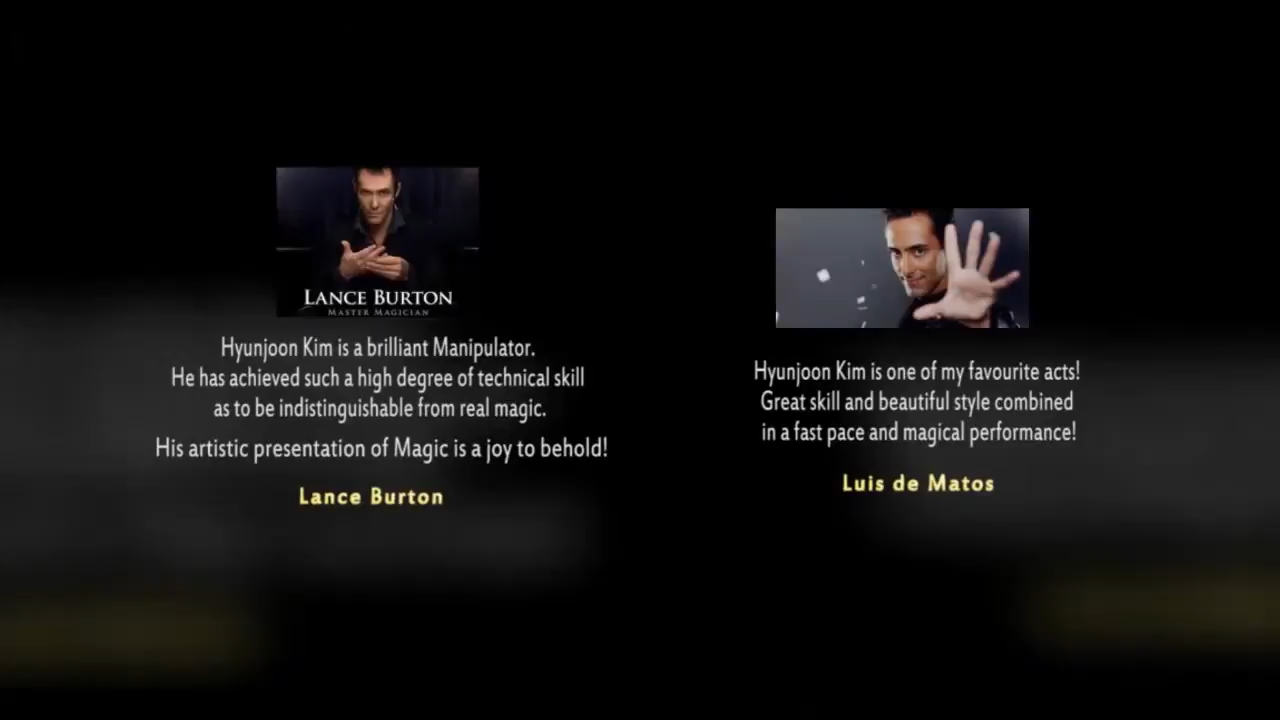 LANCE BURTON
MASTER MAGICIAN
Hyunjoon Kim is a brilliant Manipulator.
He has achieved such a high degree of technical skill
as to be indistinguishable from real magic.
His artistic presentation of Magic is a joy to behold!
Lance Burton
Hyunjoon Kim is one of my favourite acts!
Great skill and beautiful style combined
in a fast pace and magical performance!
Luis de Matos